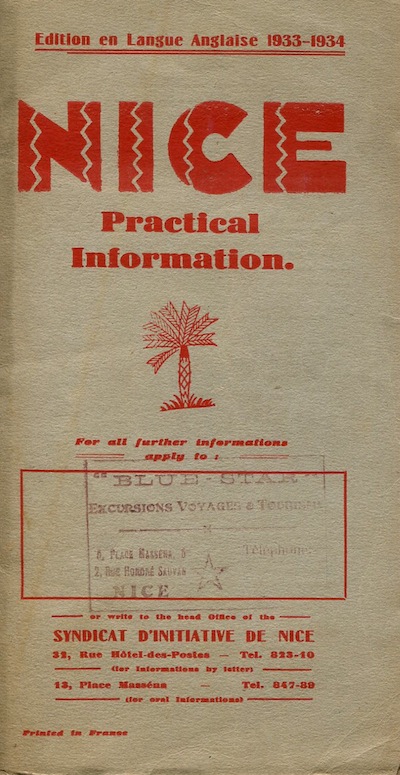 Edition en Langue Anglaise 1933-1934
NICE
Practical
Information.
For all further informations
apply to :
"BLUE-STAR"
EXCURSIONS VOYAGES & TOURISME
PLACE MASSENA, 5
2, RUE HONORÉ SAUVAN
Téléphone:
NICE
or write to the head Office of the
SYNDICAT D'INITIATIVE DE NICE
32, Rue Hôtel-des-Postes — Tel. 823-10
(for informations by letter)
13, Place Masséna — Tel. 847-89
(for oral informations)
Printed in France